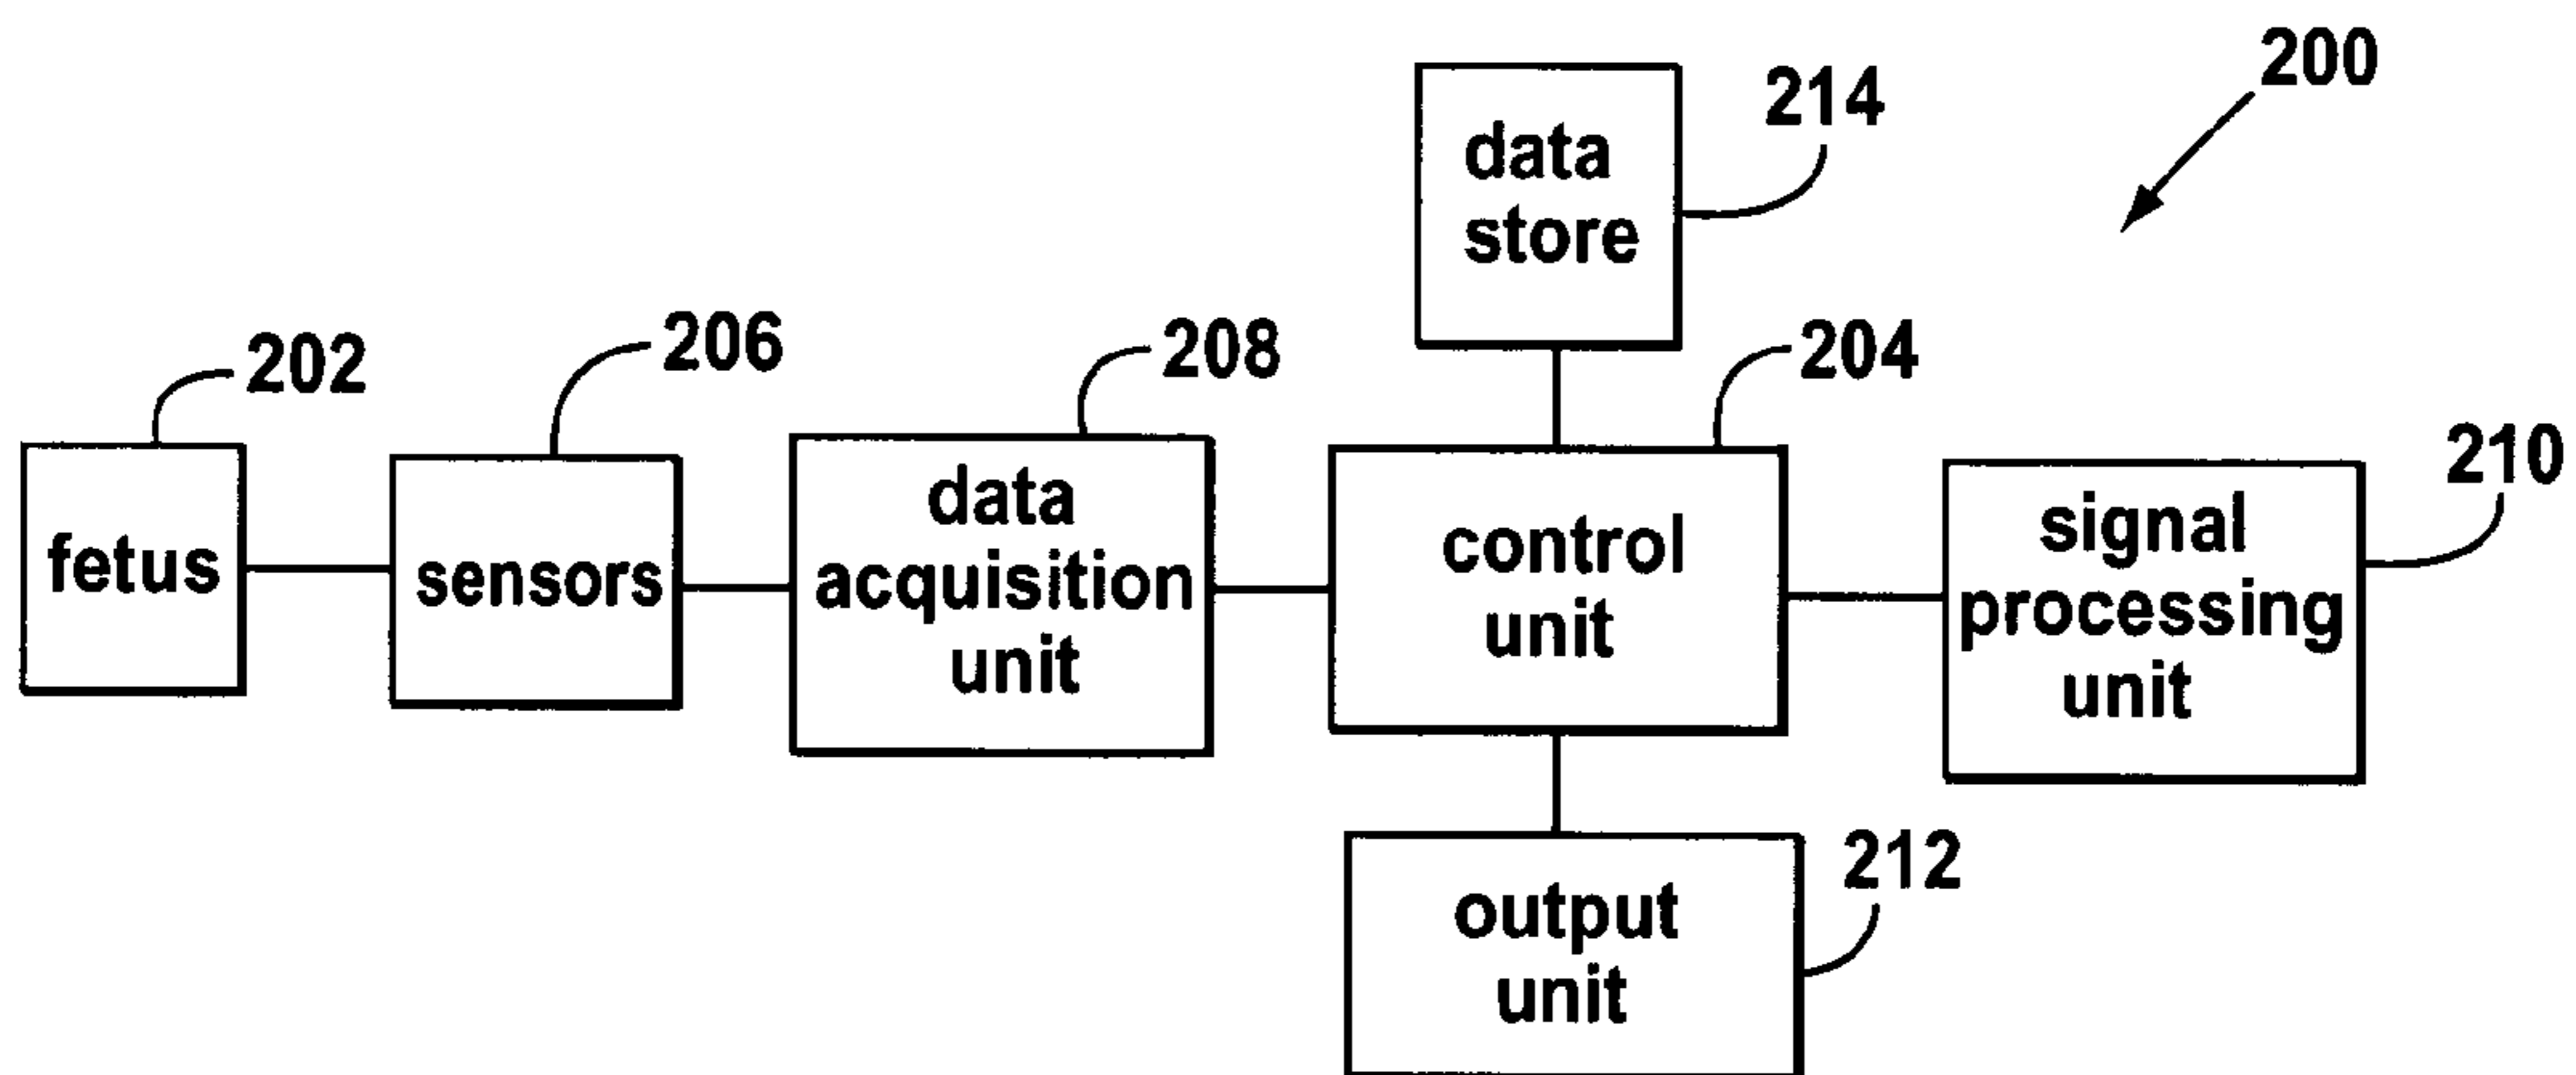 200
214
data
store
202
206
208
204
210
fetus
sensors
data
acquisition
unit
control
unit
signal
processing
unit
212
output
unit